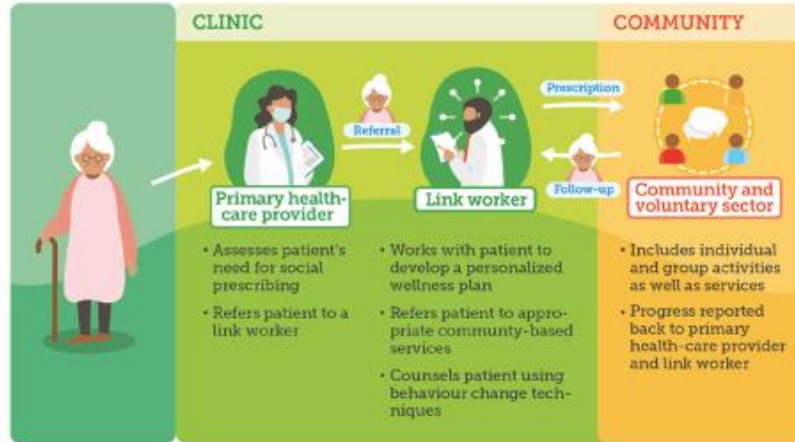 CLINIC
COMMUNITY
Referral
Prescription
Follow-up
Primary health-
care provider
Link worker
Community and
voluntary sector
• Assesses patient's
need for social
prescribing
• Refers patient to a
link worker
• Works with patient to
develop a personalized
wellness plan
• Refers patient to appro-
priate communty-based
services
• Counsels patient using
behaviour change tech-
niques
• Includes individual
and group activities
as well as services
• Progress reported
back to primary
health-care provider
and link worker